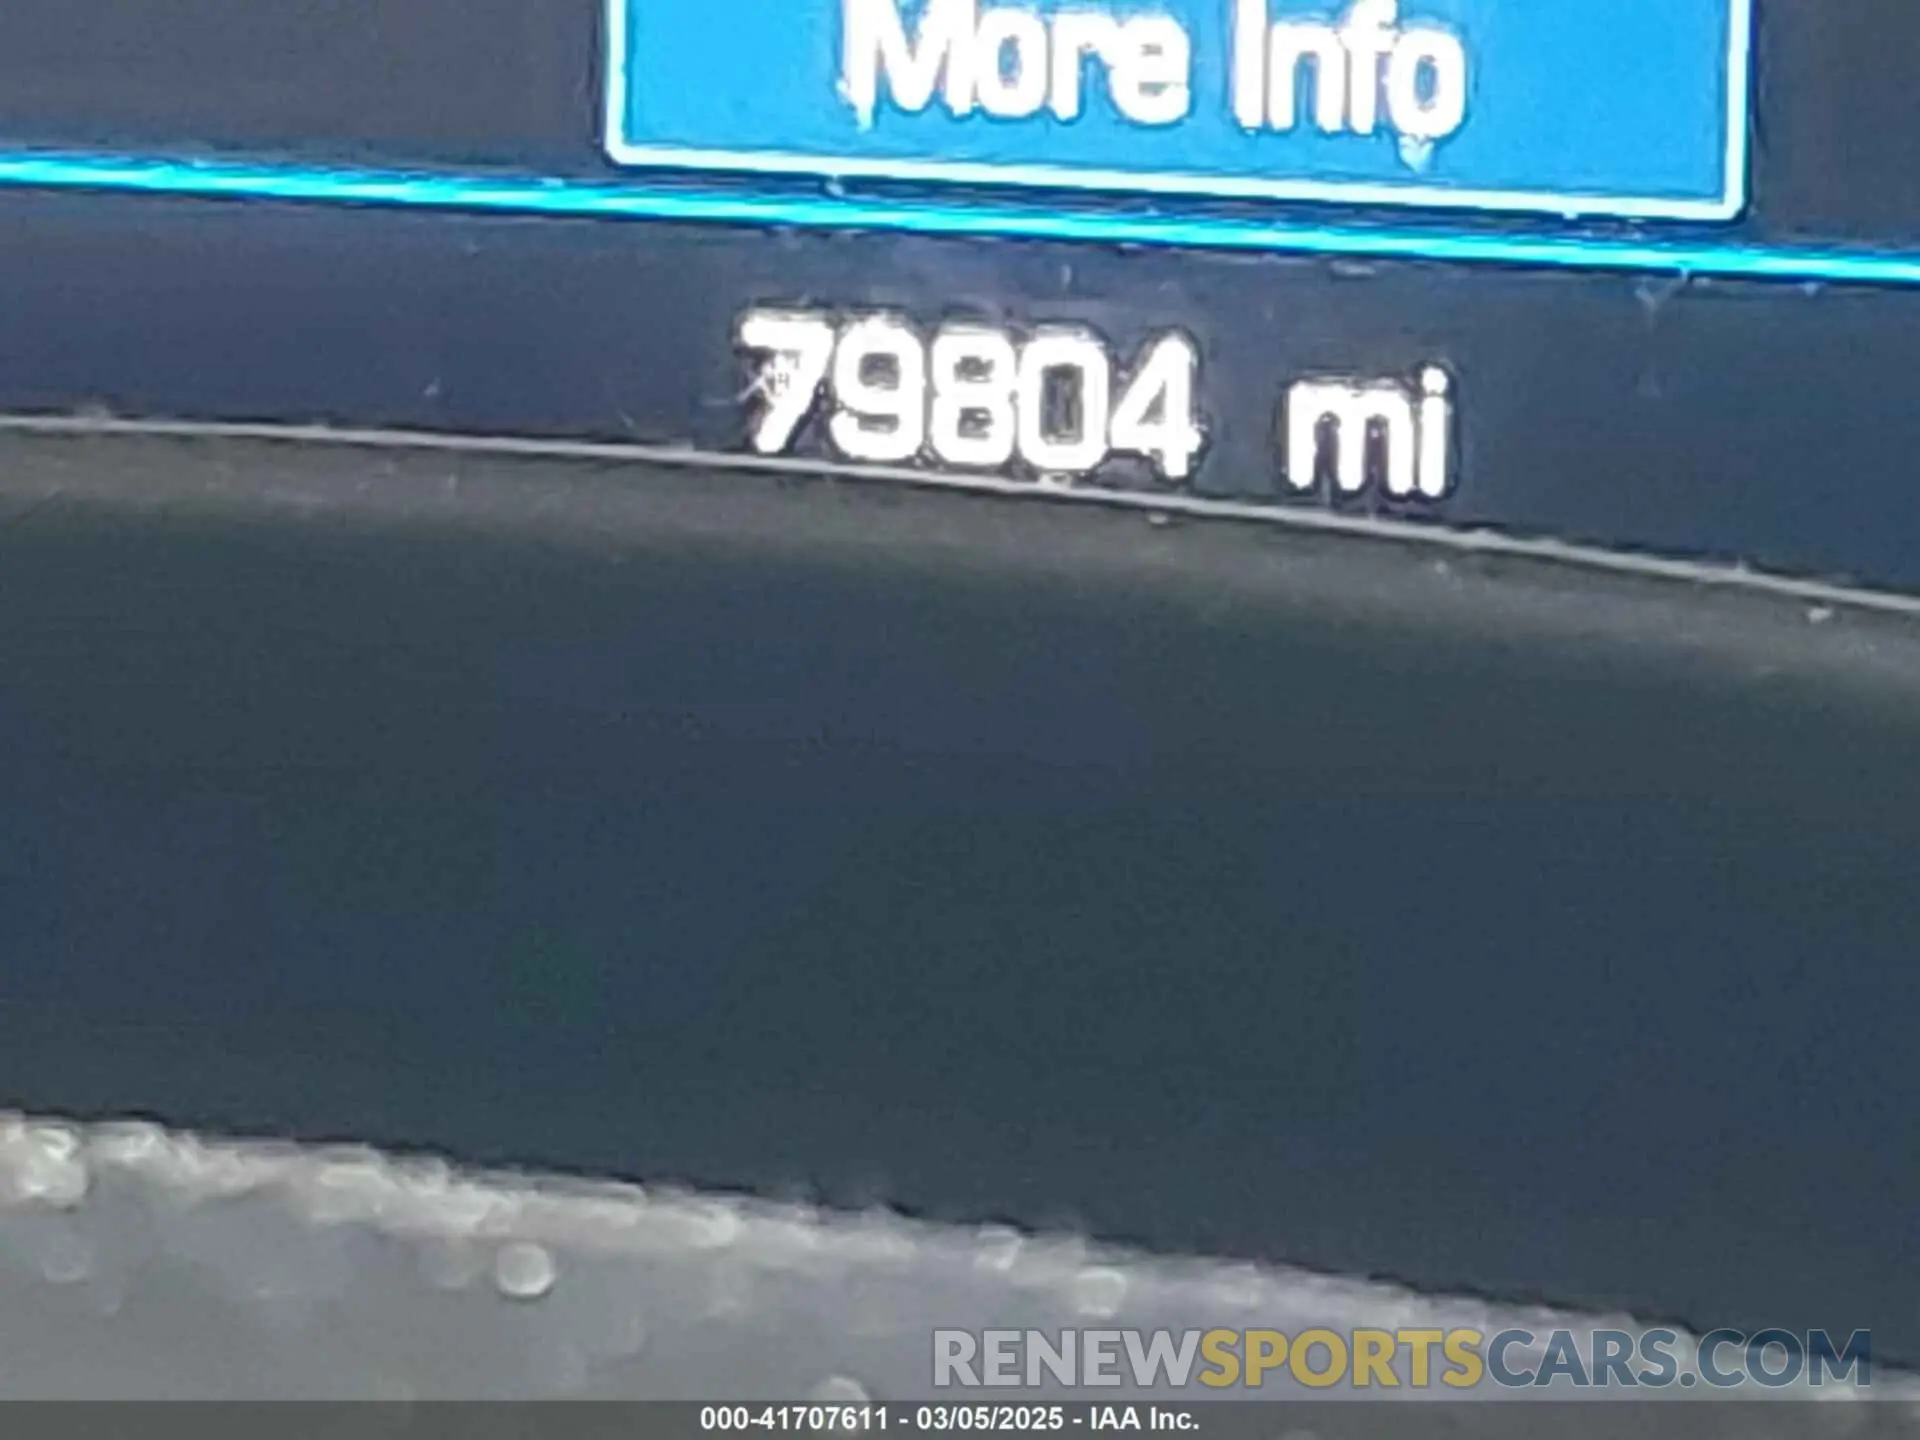 More Info
79804 mi
RENEWSPORTSCARS.COM
000-41707611 - 03/05/2025 - IAA Inc.